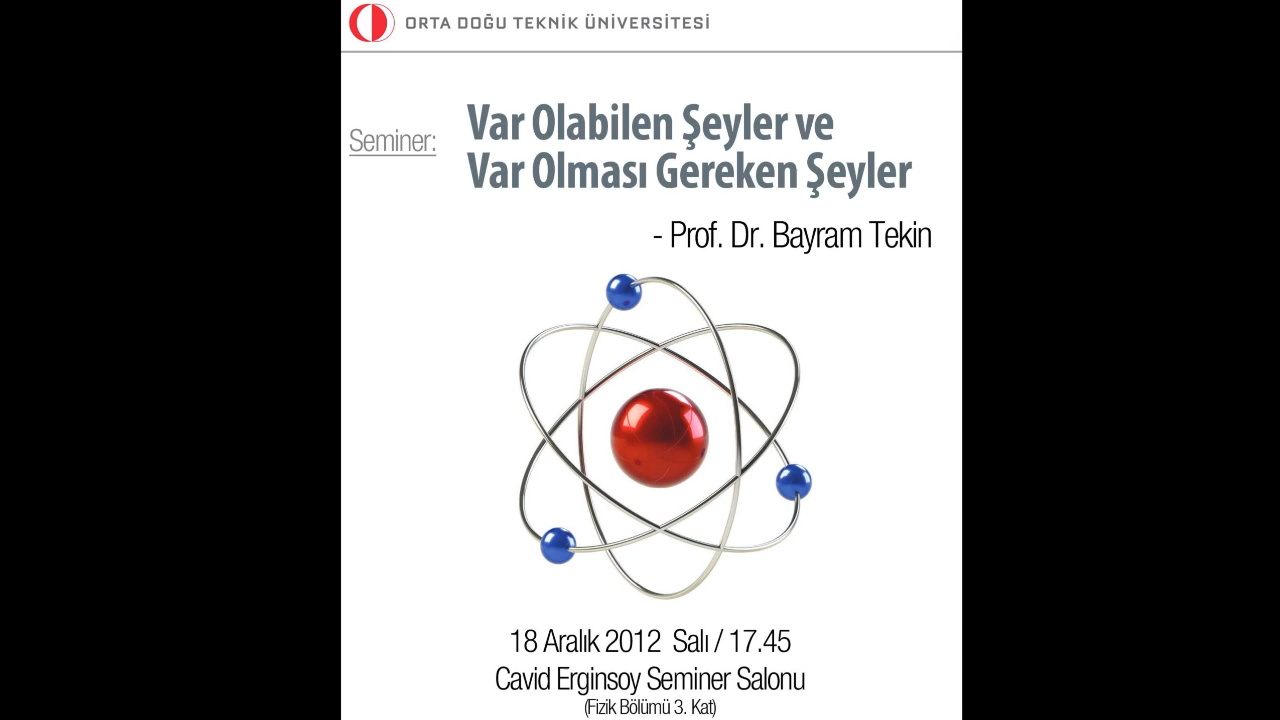 ORTA DOĞU TEKNİK ÜNİVERSİTESİ
Seminer:
Var Olabilen Şeyler ve
Var Olması Gereken Şeyler
- Prof. Dr. Bayram Tekin
18 Aralık 2012 Salı / 17.45
Cavid Erginsoy Seminer Salonu
(Fizik Bölümü 3. Kat)